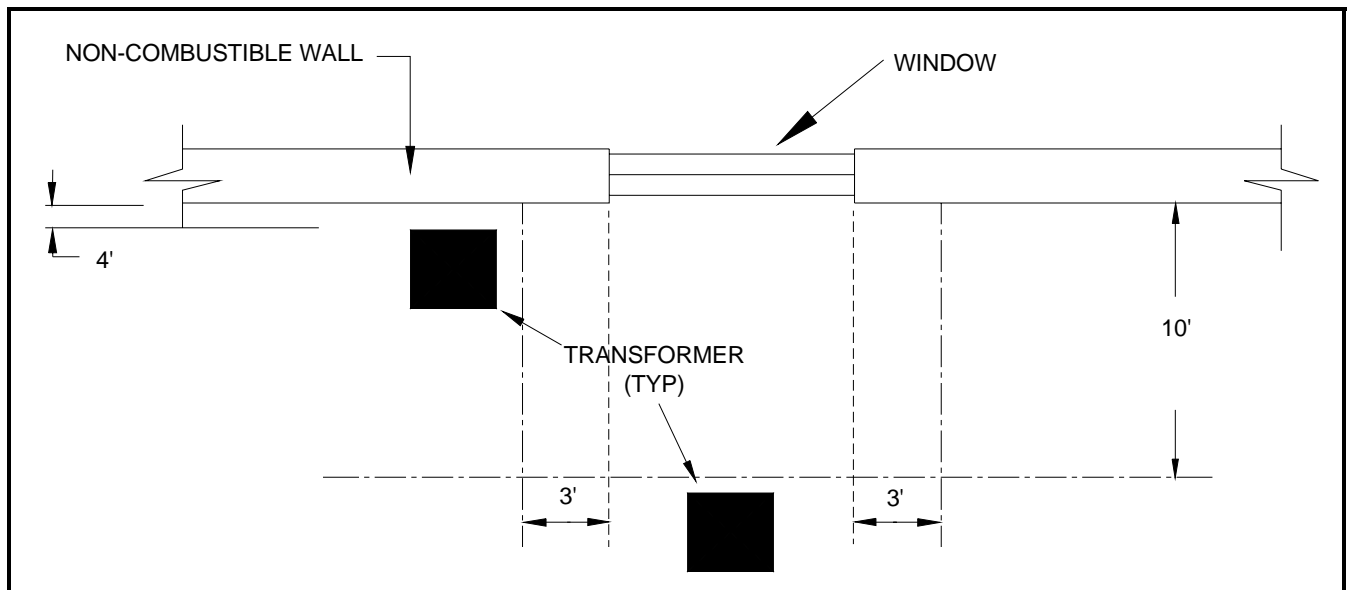 NON-COMBUSTIBLE WALL
WINDOW
4'
TRANSFORMER
(TYP)
10'
3'
3'